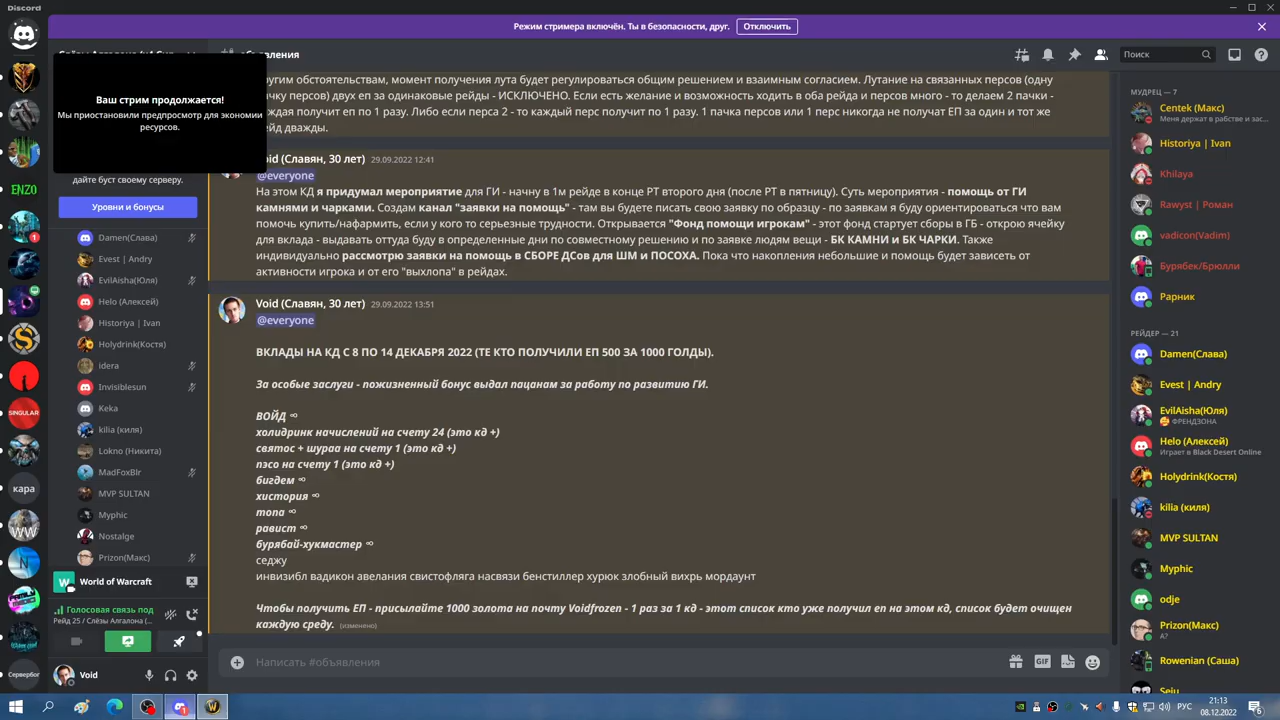 Discord
Режим стримера включён. Ты в безопасности, друг.
Отключить
объявления
Поиск
Ваш стрим продолжается!
Мы приостановили предпросмотр для экономии
ресурсов.
дайте буст своему серверу.
Уровни и бонусы
Damen(Слава)
Evest | Andry
EvilAisha(Юля)
Helo (Алексей)
Historiya | Ivan
Holydrink(Костя)
idera
Invisiblesun
Keka
kilia (киля)
Lokno (Никита)
MadFoxBlr
MVP SULTAN
Myphic
Nostalge
Prizon(Макс)
World of Warcraft
Голосовая связь под
Рейд 25 / Слёзы Алгалона (...
Void
ENZO
SINGULAR
кара
WW
Сервербог
1
другим обстоятельствам, момент получения лута будет регулироваться общим решением и взаимным согласием. Лутание на связанных персов (одну
пачку персов) двух еп за одинаковые рейды - ИСКЛЮЧЕНО. Если есть желание и возможность ходить в оба рейда и персов много - то делаем 2 пачки -
каждая получит еп по 1 разу. Либо если перса 2 - то каждый перс получит по 1 разу. 1 пачка персов или 1 перс никогда не получат ЕП за один и тот же
рейд дважды.
Void (Славян, 30 лет) 29.09.2022 12:41
@everyone
На этом КД я придумал мероприятие для ГИ - начну в 1м рейде в конце РТ второго дня (после РТ в пятницу). Суть мероприятия - помощь от ГИ
камнями и чарками. Создам канал "заявки на помощь" - там вы будете писать свою заявку по образцу - по заявкам я буду ориентироваться что вам
помочь купить/нафармить, если у кого то серьезные трудности. Открывается "Фонд помощи игрокам" - этот фонд стартует сборы в ГБ - открою ячейку
для вклада - выдавать оттуда буду в определенные дни по совместному решению и по заявке людям вещи - БК КАМНИ и БК ЧАРКИ. Также
индивидуально рассмотрю заявки на помощь в СБОРЕ ДСов для ШМ и ПОСОХА. Пока что накопления небольшие и помощь будет зависеть от
активности игрока и от его "выхлопа" в рейдах.
Void (Славян, 30 лет) 29.09.2022 13:51
@everyone
ВКЛАДЫ НА КД С 8 ПО 14 ДЕКАБРЯ 2022 (ТЕ КТО ПОЛУЧИЛИ ЕП 500 ЗА 1000 ГОЛДЫ).
За особые заслуги - пожизненный бонус выдал пацанам за работу по развитию ГИ.
ВОЙД ∞
холидринк начислений на счету 24 (это кд +)
святос + шураа на счету 1 (это кд +)
пэсо на счету 1 (это кд +)
бигдем ∞
хистория ∞
топа ∞
равист ∞
бурябай-хукмастер ∞
седжу
инвизибл вадикон авелания свистофляга насвязи бенстиллер хурюк злобный вихрь мордаунт
Чтобы получить ЕП - присылайте 1000 золота на почту Voidfrozen - 1 раз за 1 кд - этот список кто уже получил еп на этом кд, список будет очищен
каждую среду. (изменено)
Написать #объявления
GIF
МУДРЕЦ — 7
Centek (Макс)
Меня держат в рабстве и зас...
Historiya | Ivan
Khilaya
Rawyst | Роман
vadicon(Vadim)
Бурябек/Брюлли
Рарник
РЕЙДЕР — 21
Damen(Слава)
Evest | Andry
EvilAisha(Юля)
ФРЕНДЗОНА
Helo (Алексей)
Играет в Black Desert Online
Holydrink(Костя)
kilia (киля)
MVP SULTAN
Myphic
odje
Prizon(Макс)
А?
Rowenian (Саша)
Seju
РУС
21:13
08.12.2022